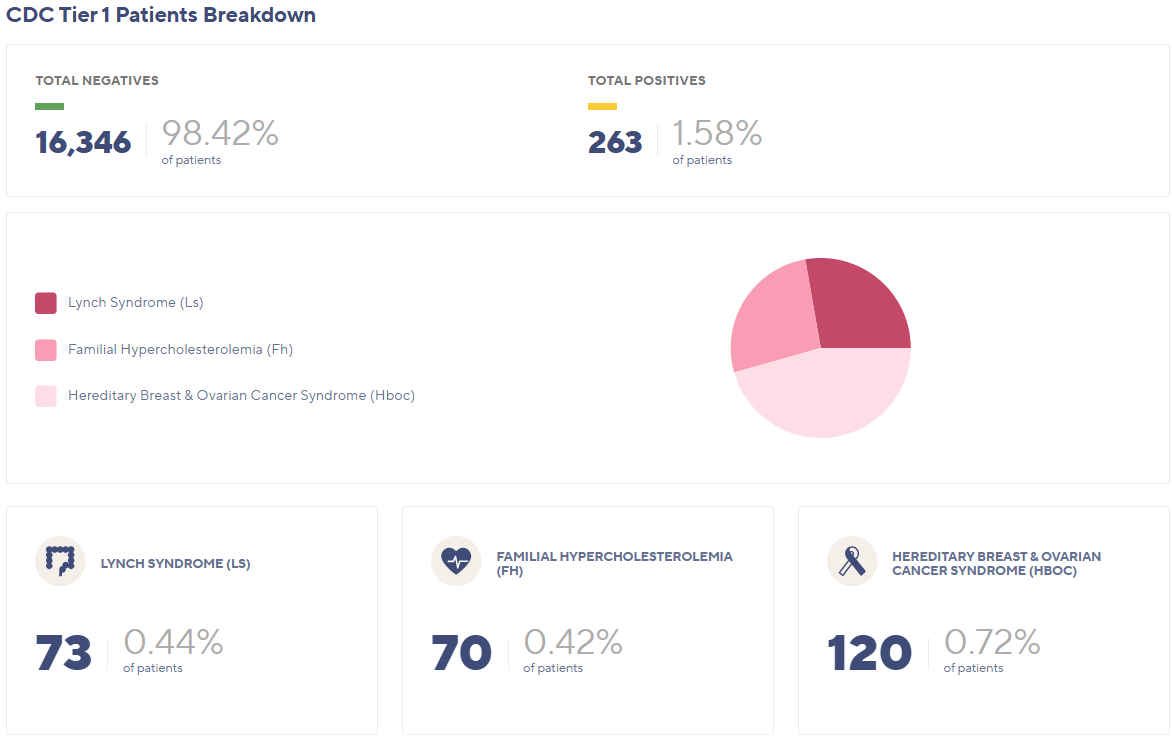 CDC Tier 1 Patients Breakdown
TOTAL NEGATIVES
16,346
98.42%
of patients
TOTAL POSITIVES
263
1.58%
of patients
Lynch Syndrome (Ls)
Familial Hypercholesterolemia (Fh)
Hereditary Breast & Ovarian Cancer Syndrome (Hboc)
LYNCH SYNDROME (LS)
73
0.44%
of patients
FAMILIAL HYPERCHOLESTEROLEMIA
(FH)
70
0.42%
of patients
HEREDITARY BREAST & OVARIAN
CANCER SYNDROME (HBOC)
120
0.72%
of patients